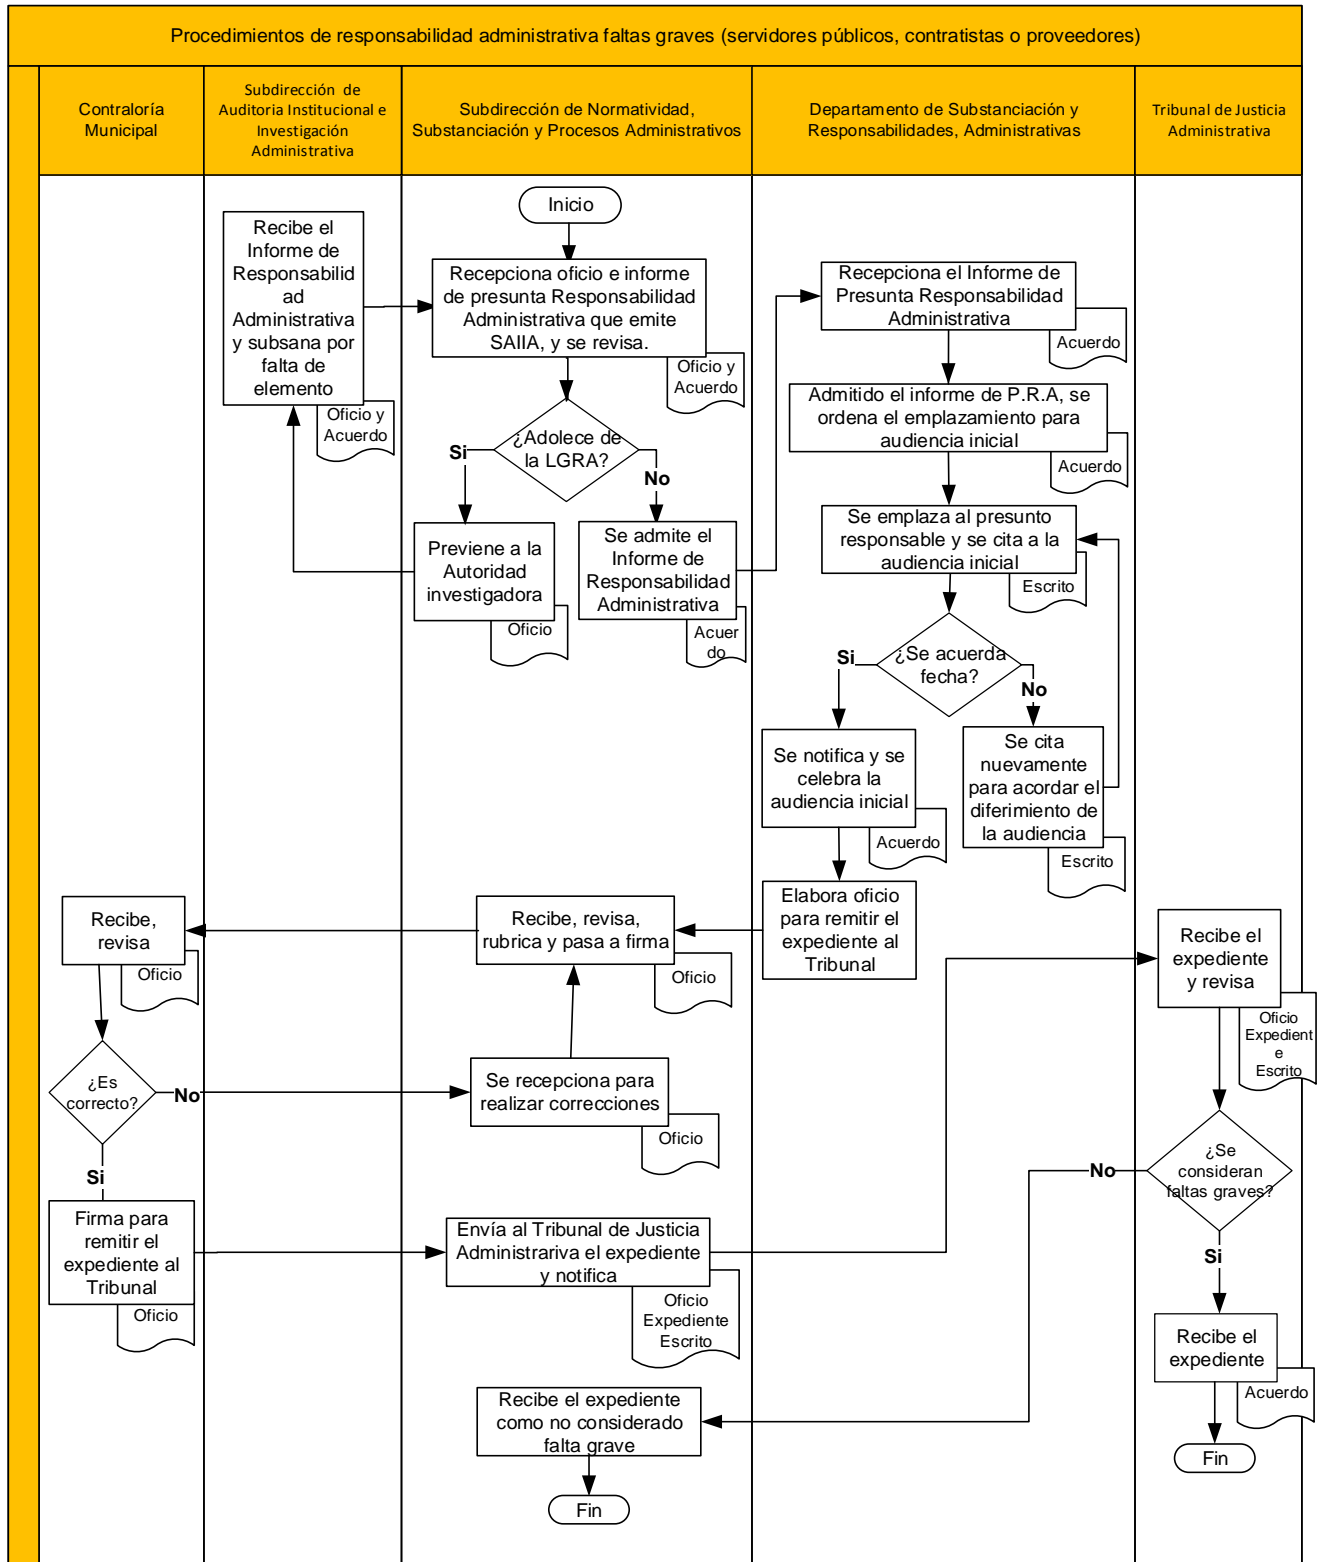 Procedimientos de responsabilidad administrativa faltas graves (servidores públicos, contratistas o proveedores)
Contraloría
Municipal
Subdirección de
Auditoria Institucional e
Investigación
Administrativa
Subdirección de Normatividad,
Substanciación y Procesos Administrativos
Departamento de Substanciación y
Responsabilidades, Administrativas
Tribunal de Justicia
Administrativa
Inicio
Recibe el
Informe de
Responsabilid
ad
Administrativa
y subsana por
falta de
elemento
Oficio y
Acuerdo
Recepciona oficio e informe
de presunta Responsabilidad
Administrativa que emite
SAIIA, y se revisa.
Oficio y
Acuerdo
Recepciona el Informe de
Presunta Responsabilidad
Administrativa
Acuerdo
Admitido el informe de P.R.A, se
ordena el emplazamiento para
audiencia inicial
Acuerdo
¿Adolece de
la LGRA?
Si
No
Previene a la
Autoridad
investigadora
Oficio
Se admite el
Informe de
Responsabilidad
Administrativa
Acuer
do
Se emplaza al presunto
responsable y se cita a la
audiencia inicial
Escrito
¿Se acuerda
fecha?
Si
No
Se notifica y se
celebra la
audiencia inicial
Acuerdo
Se cita
nuevamente
para acordar el
diferimiento de
la audiencia
Escrito
Elabora oficio
para remitir el
expediente al
Tribunal
Recibe, revisa,
rubrica y pasa a firma
Oficio
Recibe,
revisa
Oficio
Recibe el
expediente
y revisa
Oficio
Expedient
e
Escrito
¿Es
correcto?
No
Si
Se recepciona para
realizar correcciones
Oficio
¿Se
consideran
faltas graves?
No
Si
Firma para
remitir el
expediente al
Tribunal
Oficio
Envía al Tribunal de Justicia
Administrariva el expediente
y notifica
Oficio
Expediente
Escrito
Recibe el
expediente
Acuerdo
Recibe el expediente
como no considerado
falta grave
Fin
Fin